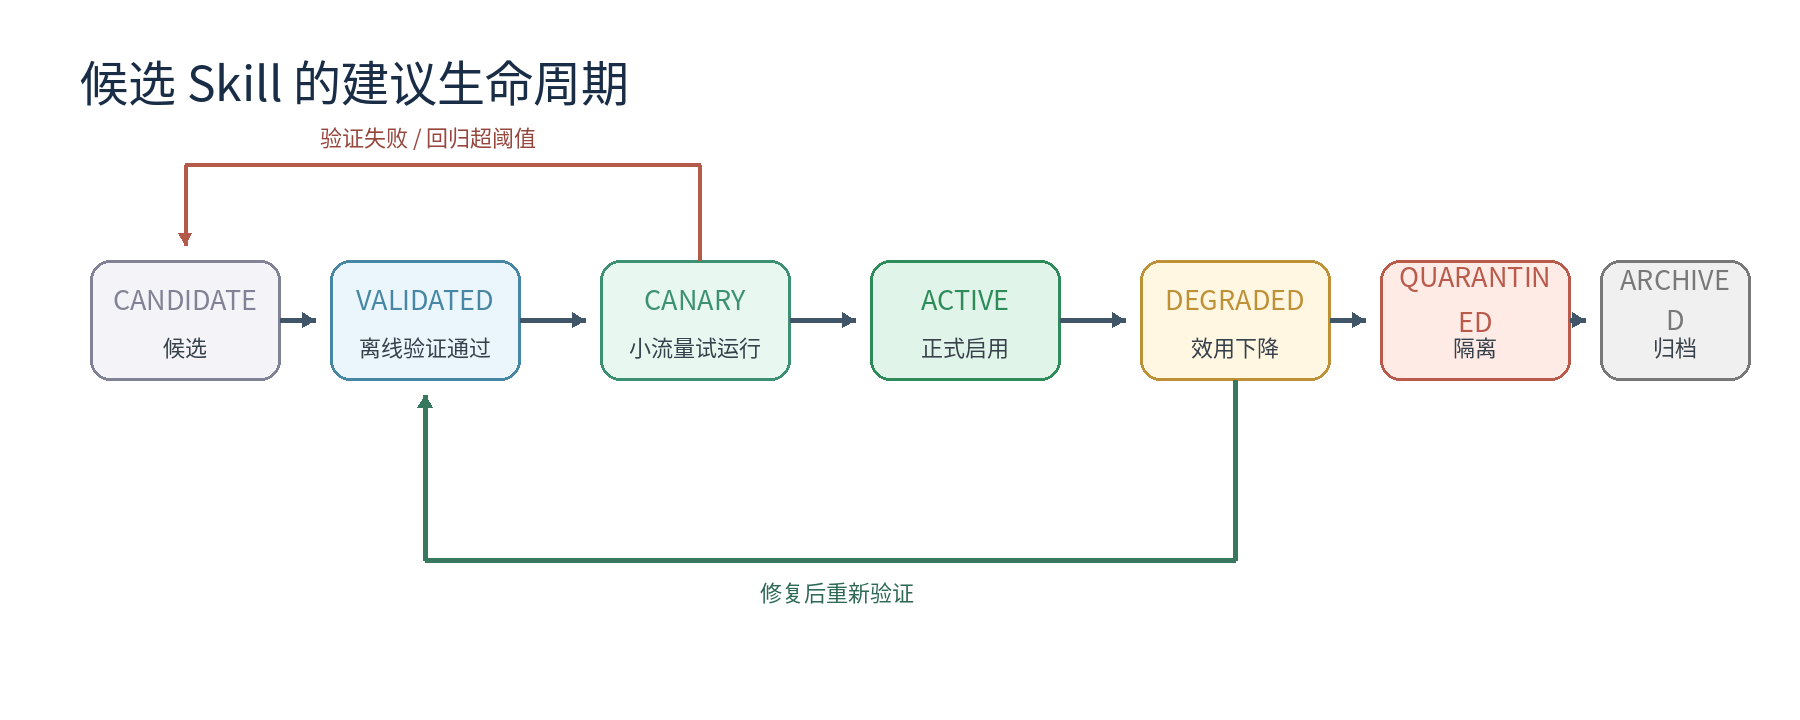 候选 Skill 的建议生命周期
验证失败 / 回归超阈值
CANDIDATE
候选
VALIDATED
离线验证通过
CANARY
小流量试运行
ACTIVE
正式启用
DEGRADED
效用下降
QUARANTIN
ED
隔离
ARCHIVE
D
归档
修复后重新验证